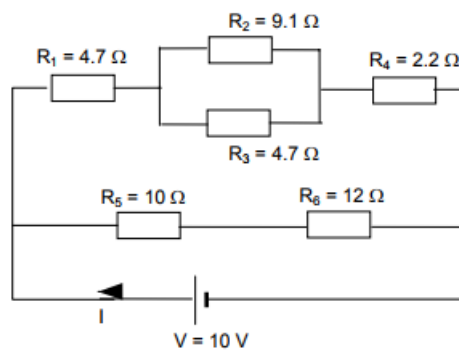 R₂ = 9.1 Ω
R₁ = 4.7 Ω
R₄ = 2.2 Ω
R₃ = 4.7 Ω
R₅ = 10 Ω
R₆ = 12 Ω
I
V = 10 V